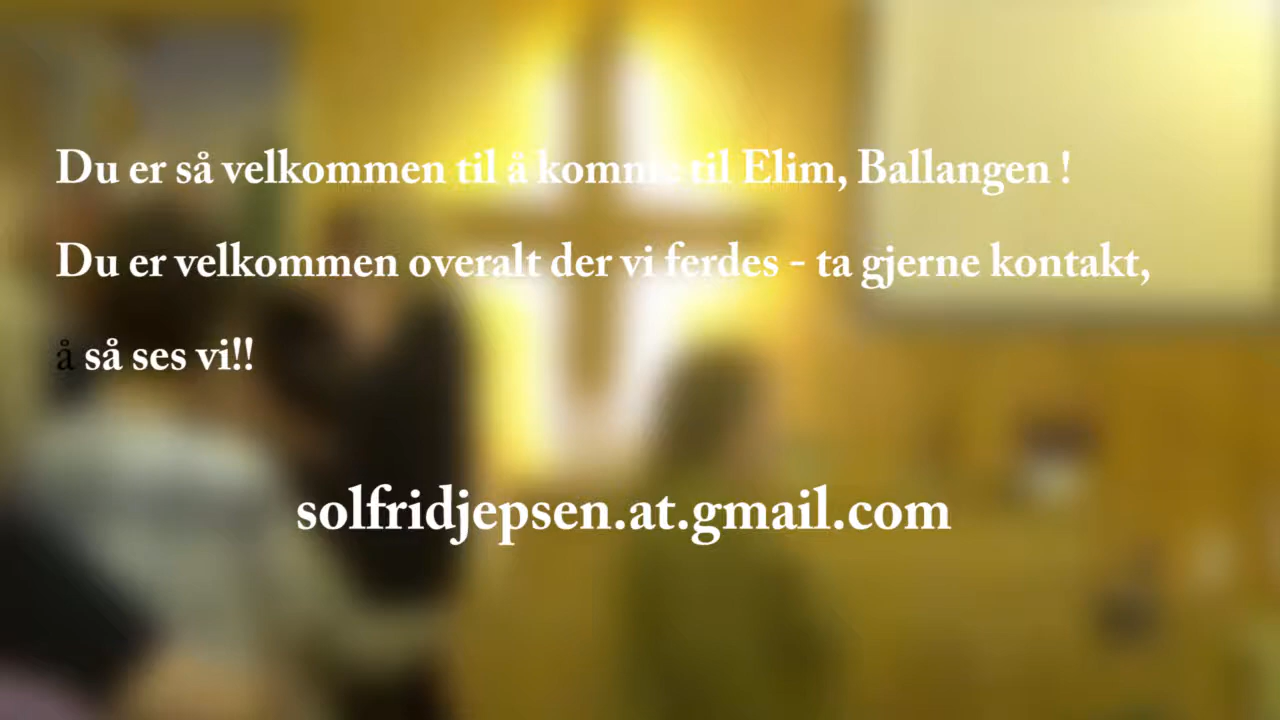 Du er så velkommen til å komme til Elim, Ballangen !
Du er velkommen overalt der vi ferdes - ta gjerne kontakt,
å så ses vi!!
solfridjepsen.at.gmail.com